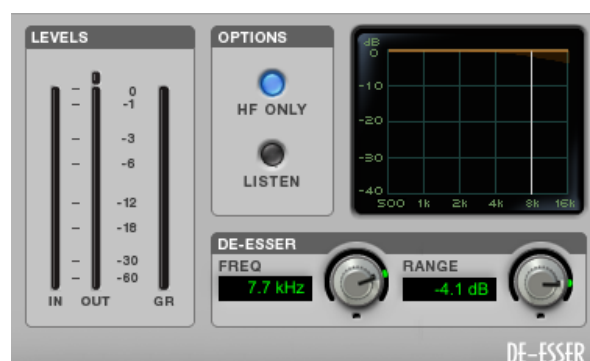 LEVELS
0
-1
-3
-6
-12
-18
-30
-60
IN OUT GR
OPTIONS
HF ONLY
LISTEN
dB
0
-10
-20
-30
-40
500 1k 2k 4k 8k 16k
DE-ESSER
FREQ
7.7 kHz
RANGE
-4.1 dB
DE-ESSER